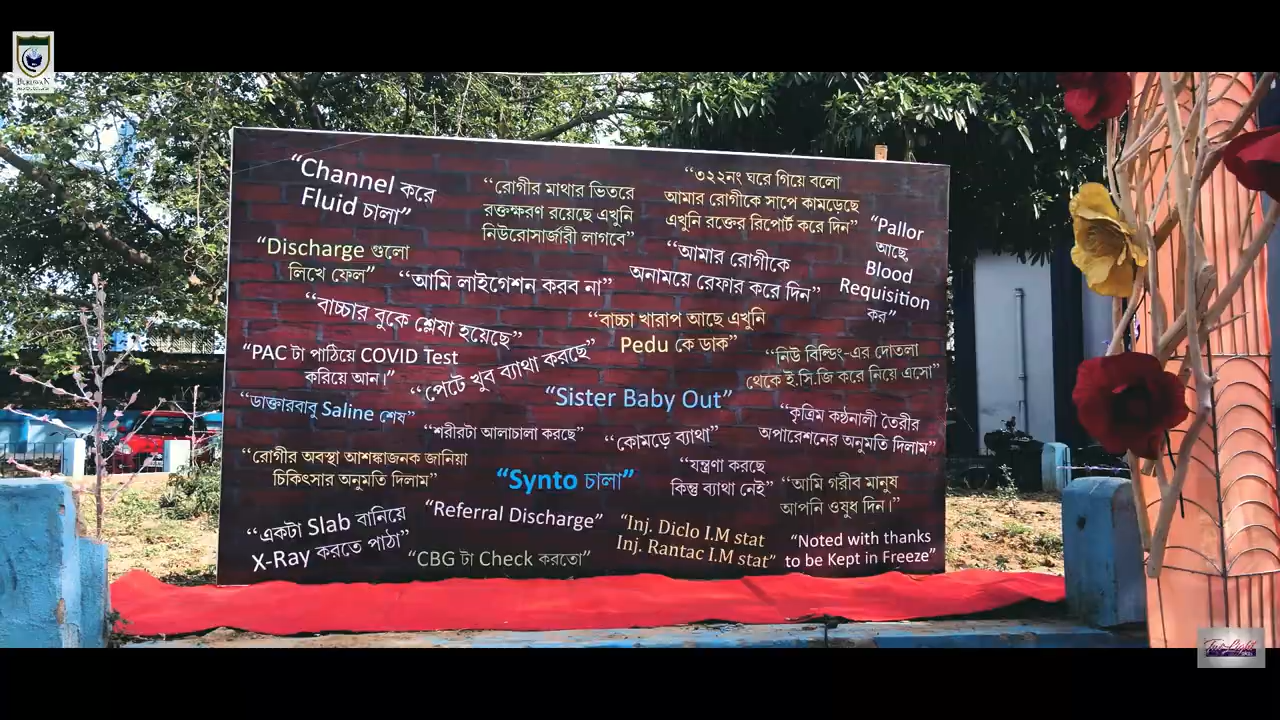 “Channel করে
Fluid চালা”
“রোগীর মাথার ভিতরে
রক্তক্ষরণ রয়েছে এখুনি
নিউরোসার্জারী লাগবে”
“৩২২নং ঘরে গিয়ে বলো
আমার রোগীকে সাপে কামড়েছে
এখুনি রক্তের রিপোর্ট করে দিন”
“Pallor
আছে,
Blood
Requisition
কর”
“Discharge গুলো
লিখে ফেল”
“আমি লাইগেশন করব না”
“আমার রোগীকে
অনাময়ে রেফার করে দিন”
“বাচ্চার বুকে শ্লেষা হয়েছে”
“বাচ্চা খারাপ আছে এখুনি
Pedu কে ডাক”
“PAC টা পাঠিয়ে COVID Test
করিয়ে আন।”
“পেটে খুব ব্যাথা করছে”
“নিউ বিল্ডিং-এর দোতলা
থেকে ই.সি.জি করে নিয়ে এসো”
“ডাক্তারবাবু Saline শেষ”
“Sister Baby Out”
“শরীরটা আলাচালা করছে”
“কোমড়ে ব্যাথা”
“কৃত্রিম কন্ঠনালী তৈরীর
অপারেশনের অনুমতি দিলাম”
“রোগীর অবস্থা আশঙ্কাজনক জানিয়া
চিকিৎসার অনুমতি দিলাম”
“Synto চালা”
“যন্ত্রণা করছে
কিন্তু ব্যাথা নেই”
“আমি গরীব মানুষ
আপনি ওষুধ দিন।”
“একটা Slab বানিয়ে
X-Ray করতে পাঠা”
“Referral Discharge”
“Inj. Diclo I.M stat
Inj. Rantac I.M stat”
“Noted with thanks
to be Kept in Freeze”
“CBG টা Check করতো”